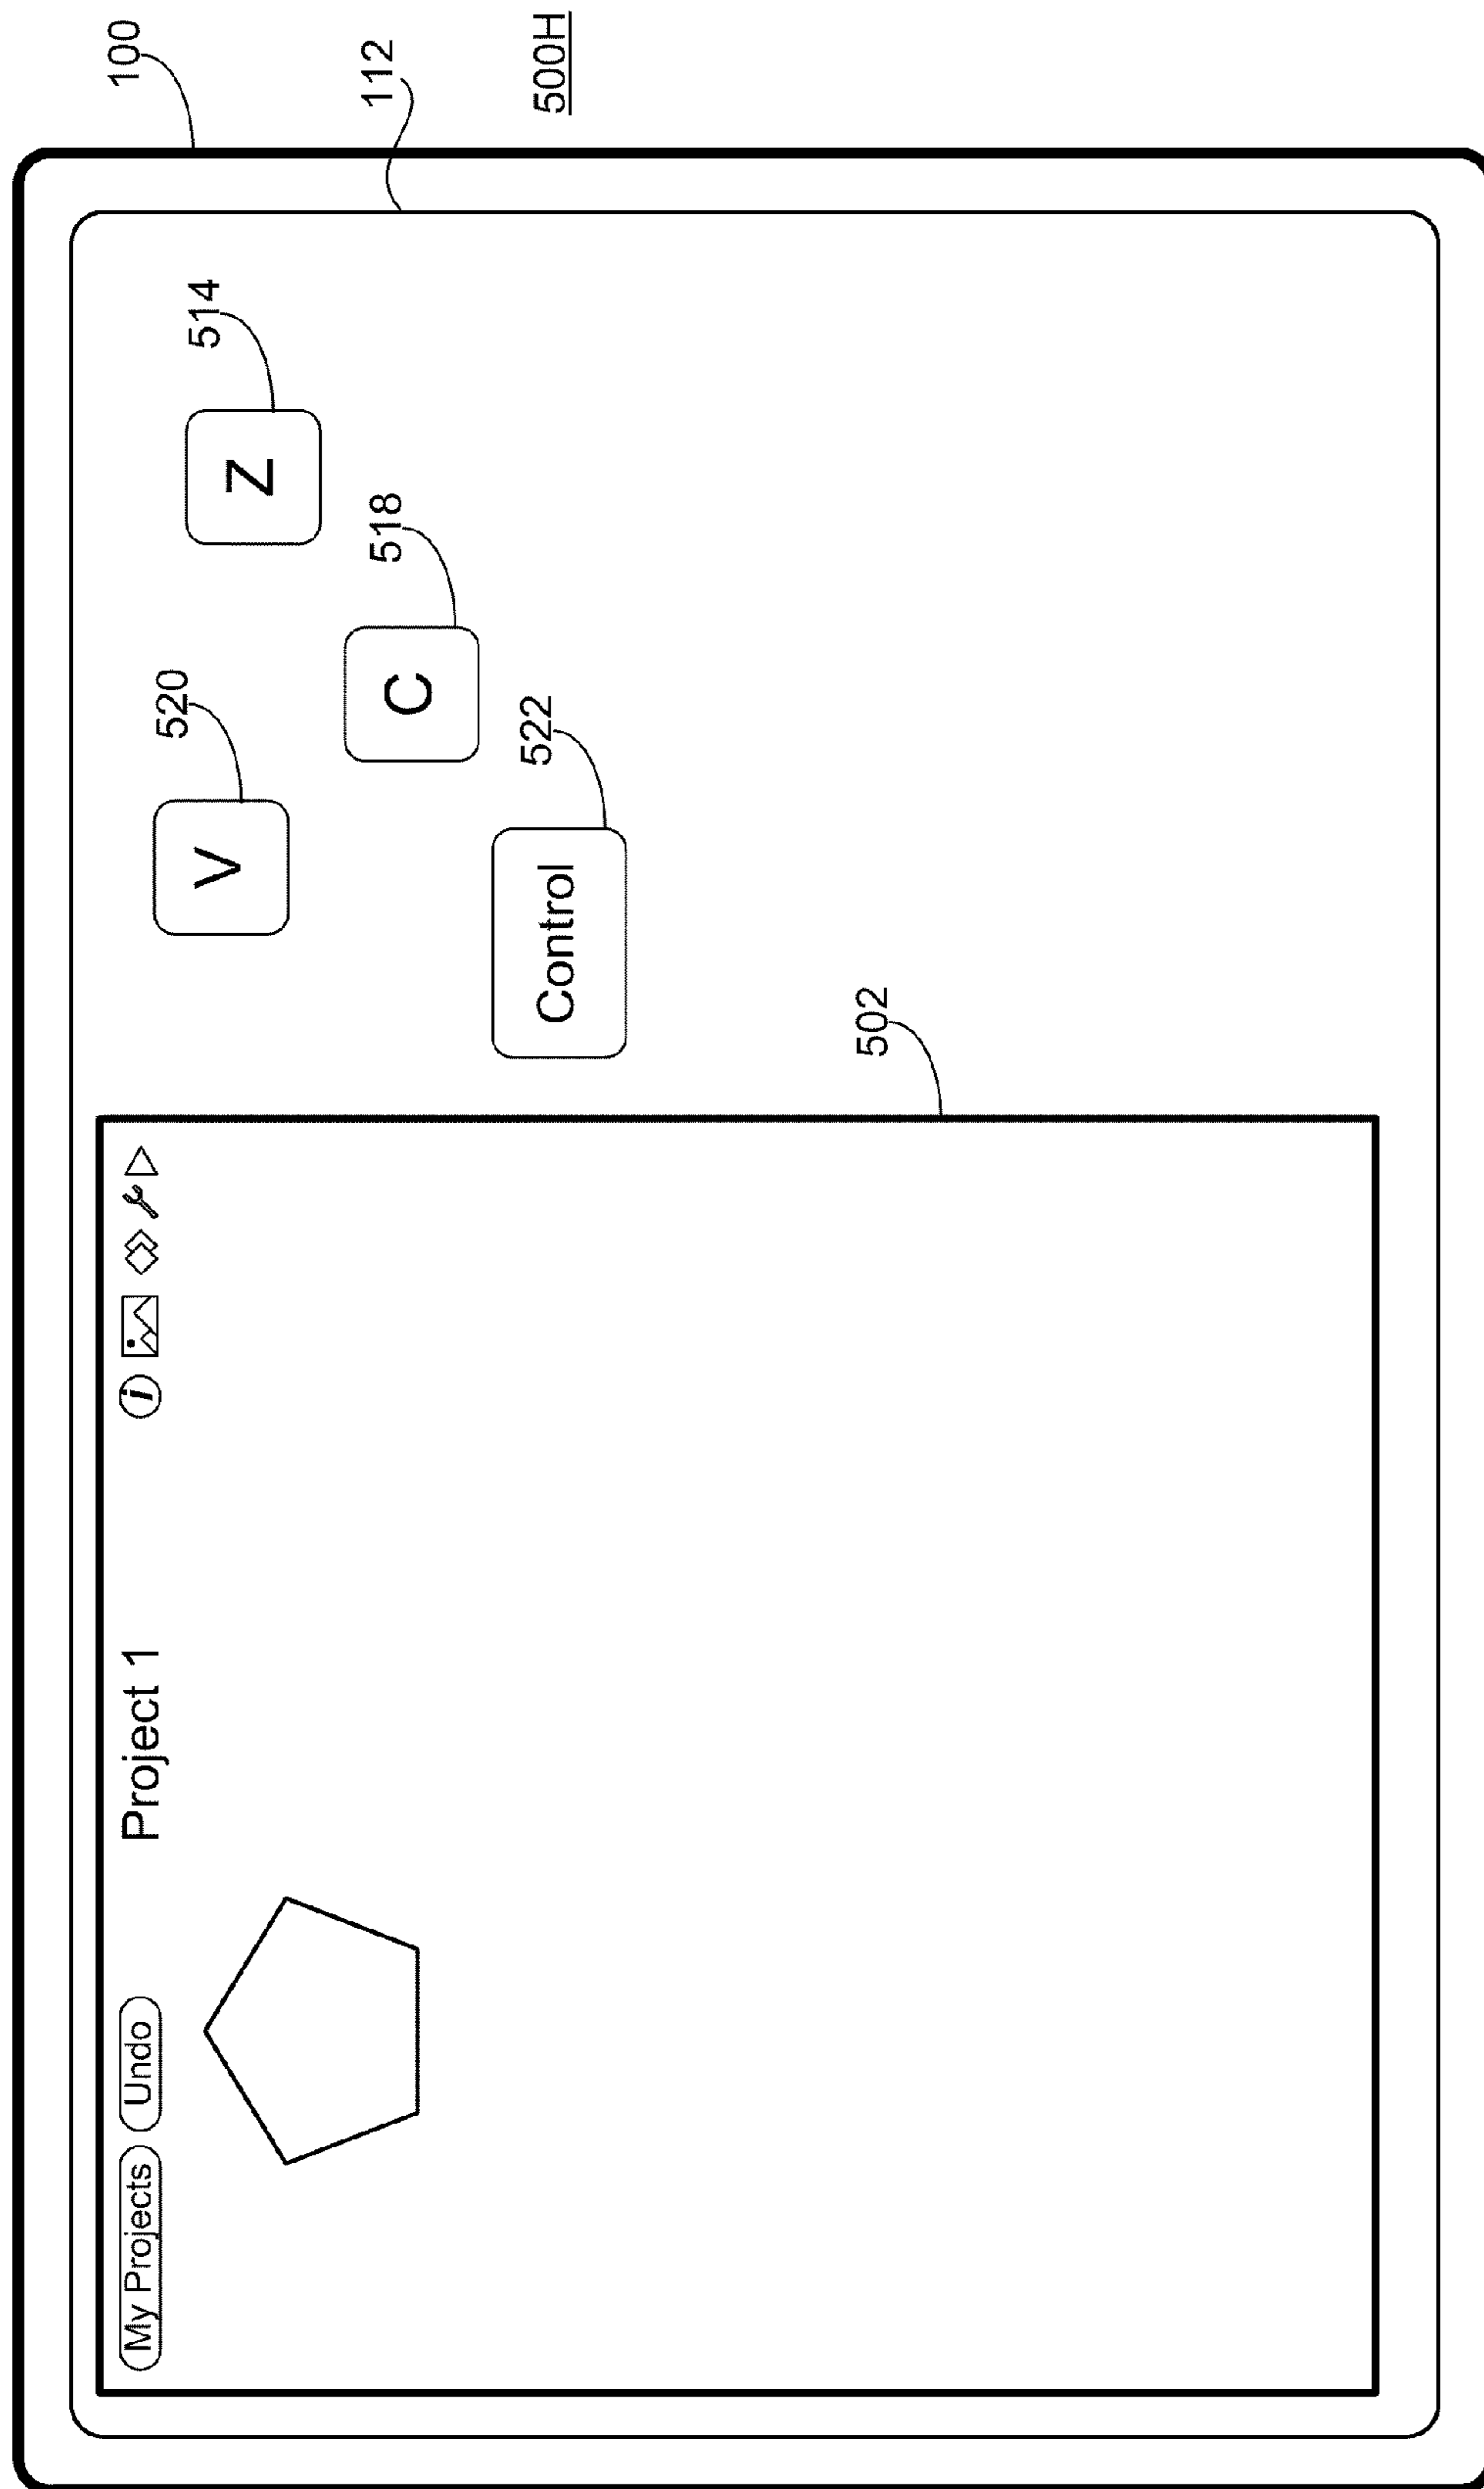 100
112
500H
My Projects Undo Project 1 i
V
520
Z
514
C
518
Control
522
502